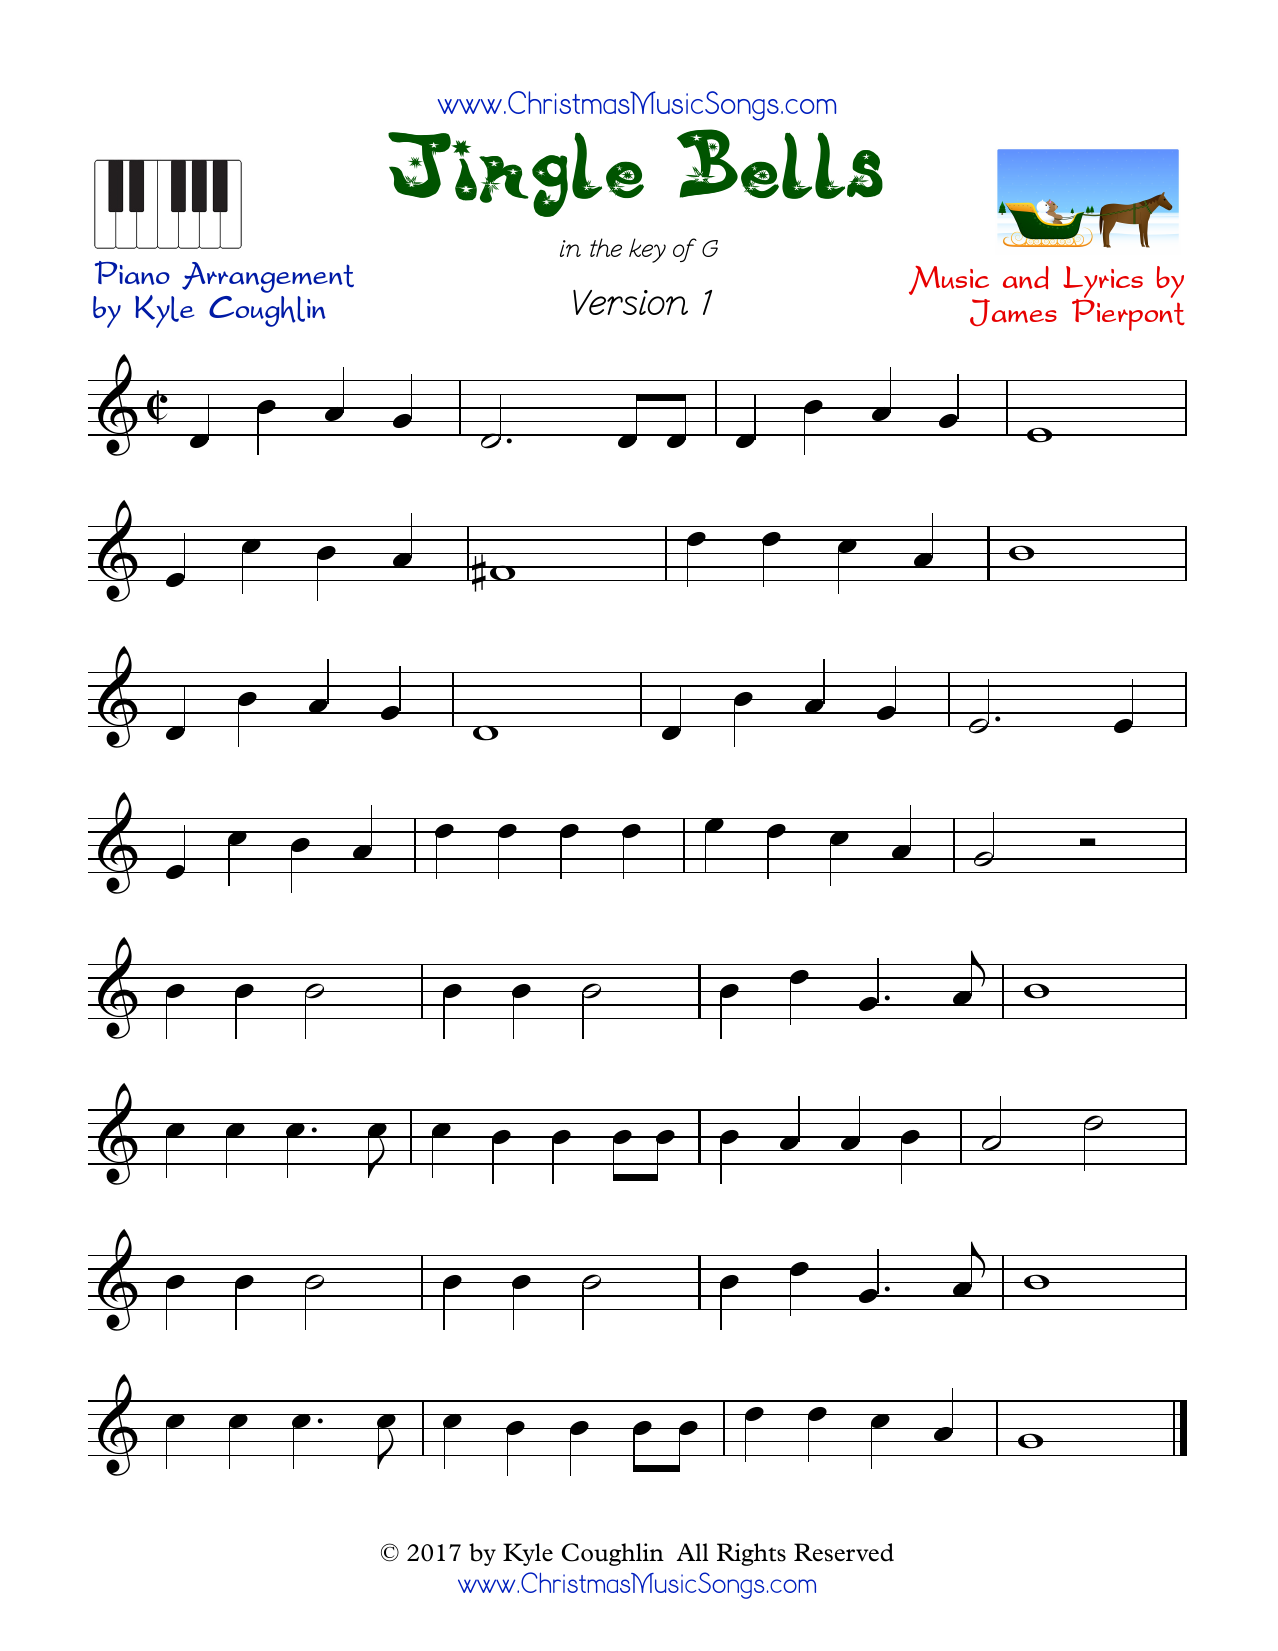 www.ChristmasMusicSongs.com
Jingle Bells
in the key of G
Version 1
Piano Arrangement
by Kyle Coughlin
Music and Lyrics by
James Pierpont
© 2017 by Kyle Coughlin All Rights Reserved
www.ChristmasMusicSongs.com